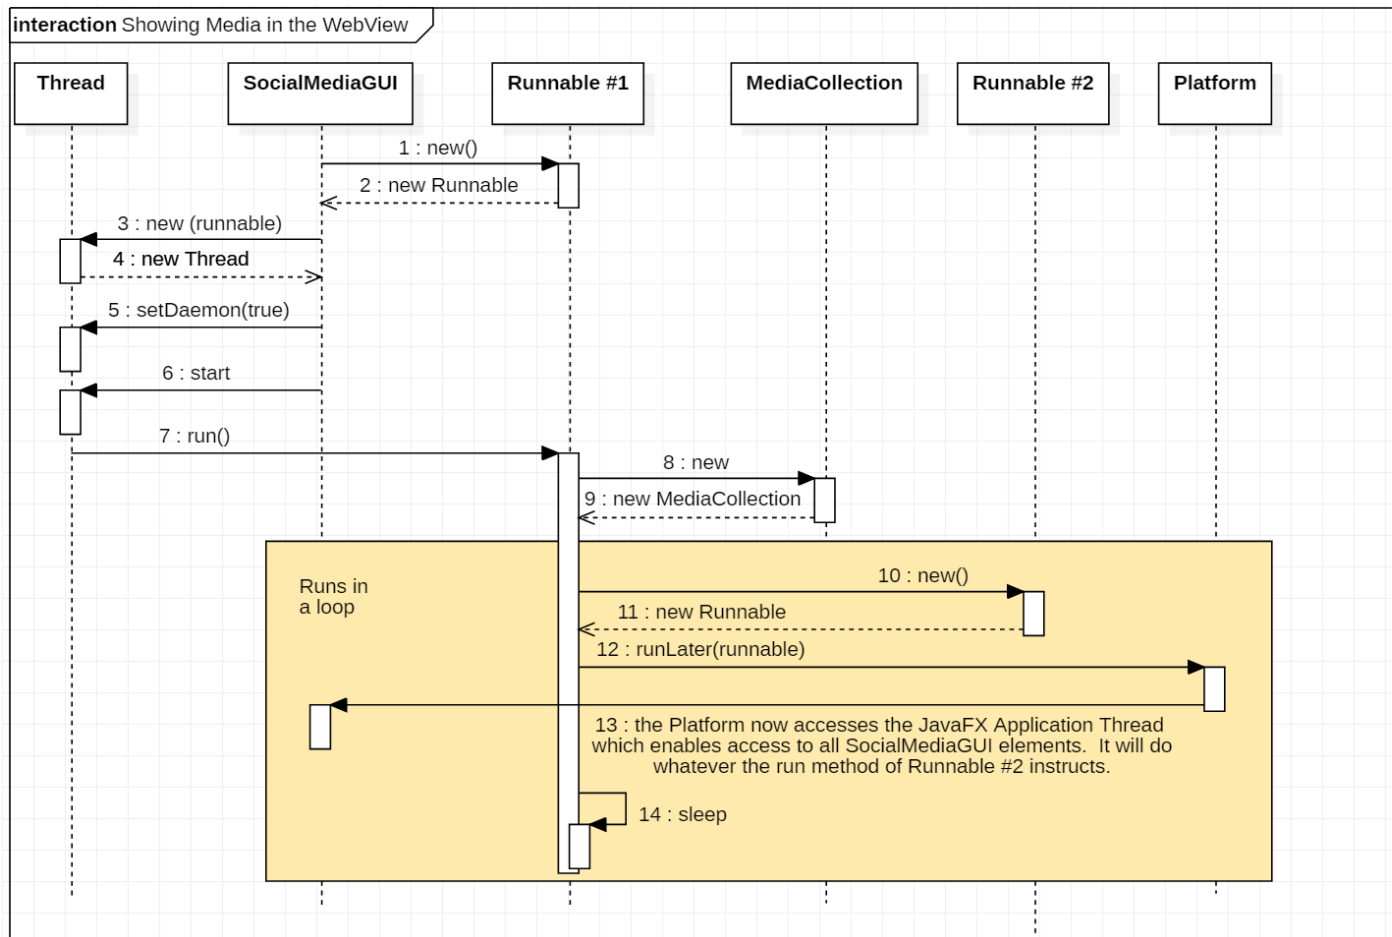 interaction Showing Media in the WebView
Thread
SocialMediaGUI
Runnable #1
MediaCollection
Runnable #2
Platform
1 : new()
2 : new Runnable
3 : new (runnable)
4 : new Thread
5 : setDaemon(true)
6 : start
7 : run()
8 : new
9 : new MediaCollection
Runs in
a loop
10 : new()
11 : new Runnable
12 : runLater(runnable)
13 : the Platform now accesses the JavaFX Application Thread
which enables access to all SocialMediaGUI elements.  It will do
whatever the run method of Runnable #2 instructs.
14 : sleep